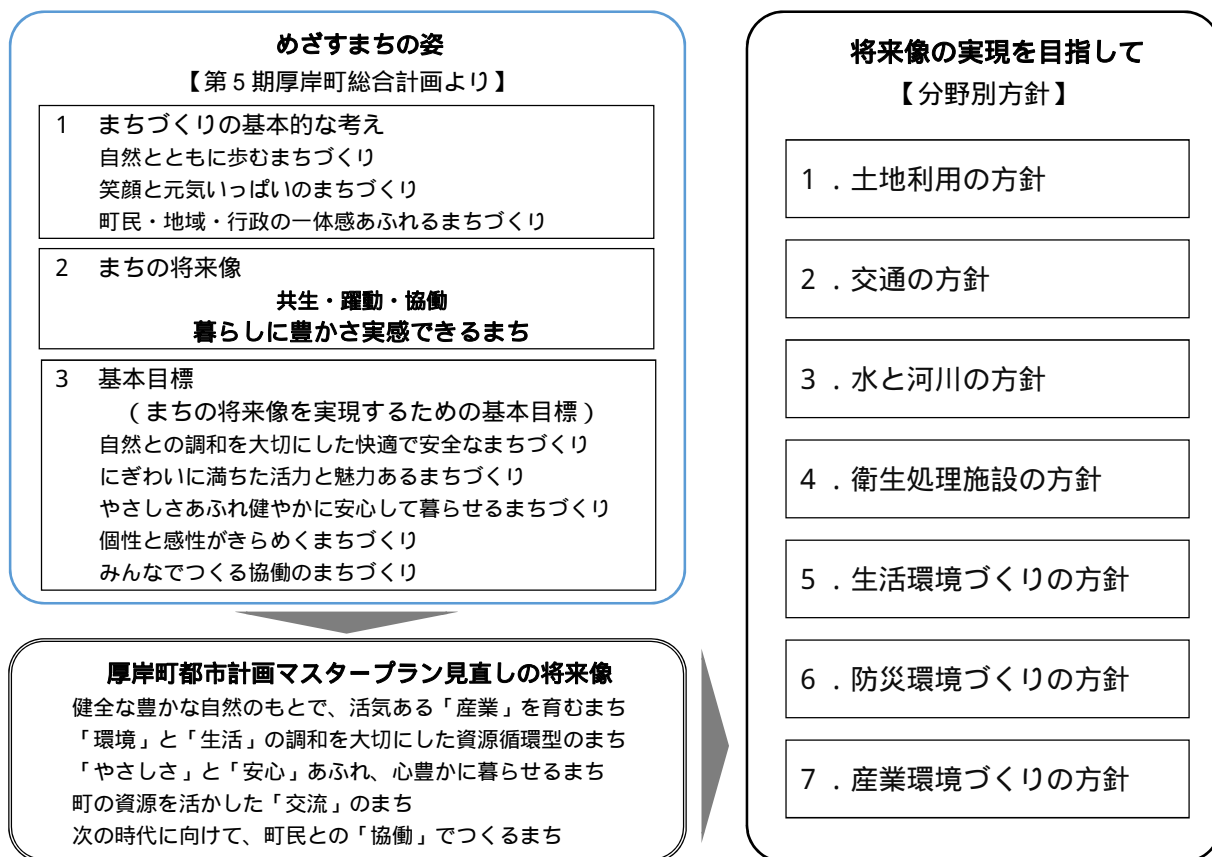 めざすまちの姿
【第5期厚岸町総合計画より】
1 まちづくりの基本的な考え
自然とともに歩むまちづくり
笑顔と元気いっぱいのまちづくり
町民・地域・行政の一体感あふれるまちづくり
2 まちの将来像
共生・躍動・協働
暮らしに豊かさ実感できるまち
3 基本目標
(まちの将来像を実現するための基本目標)
自然との調和を大切にした快適で安全なまちづくり
にぎわいに満ちた活力と魅力あるまちづくり
やさしさあふれ健やかに安心して暮らせるまちづくり
個性と感性がきらめくまちづくり
みんなでつくる協働のまちづくり
厚岸町都市計画マスタープラン見直しの将来像
健全な豊かな自然のもとで、活気ある「産業」を育むまち
「環境」と「生活」の調和を大切にした資源循環型のまち
「やさしさ」と「安心」あふれ、心豊かに暮らせるまち
町の資源を活かした「交流」のまち
次の時代に向けて、町民との「協働」でつくるまち
将来像の実現を目指して
【分野別方針】
1.土地利用の方針
2.交通の方針
3.水と河川の方針
4.衛生処理施設の方針
5.生活環境づくりの方針
6.防災環境づくりの方針
7.産業環境づくりの方針